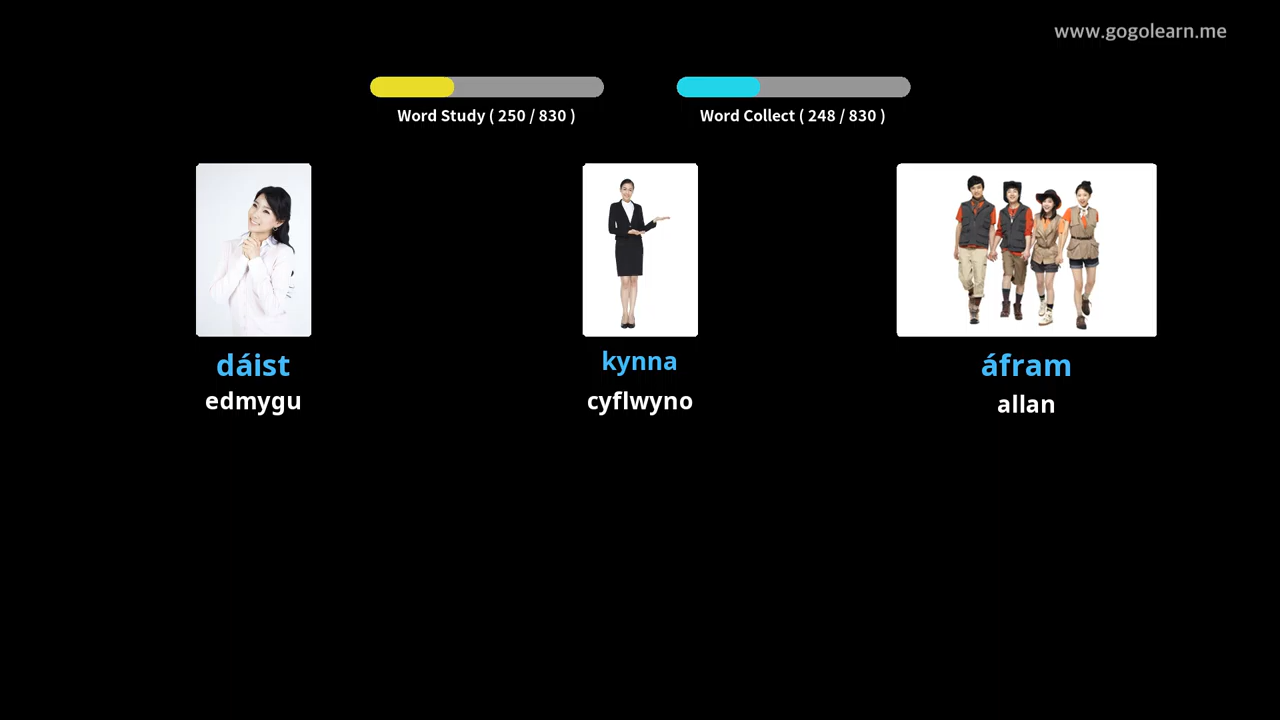 www.gogolearn.me
Word Study ( 250 / 830 )
Word Collect ( 248 / 830 )
dáist
edmygu
kynna
cyflwyno
áfram
allan